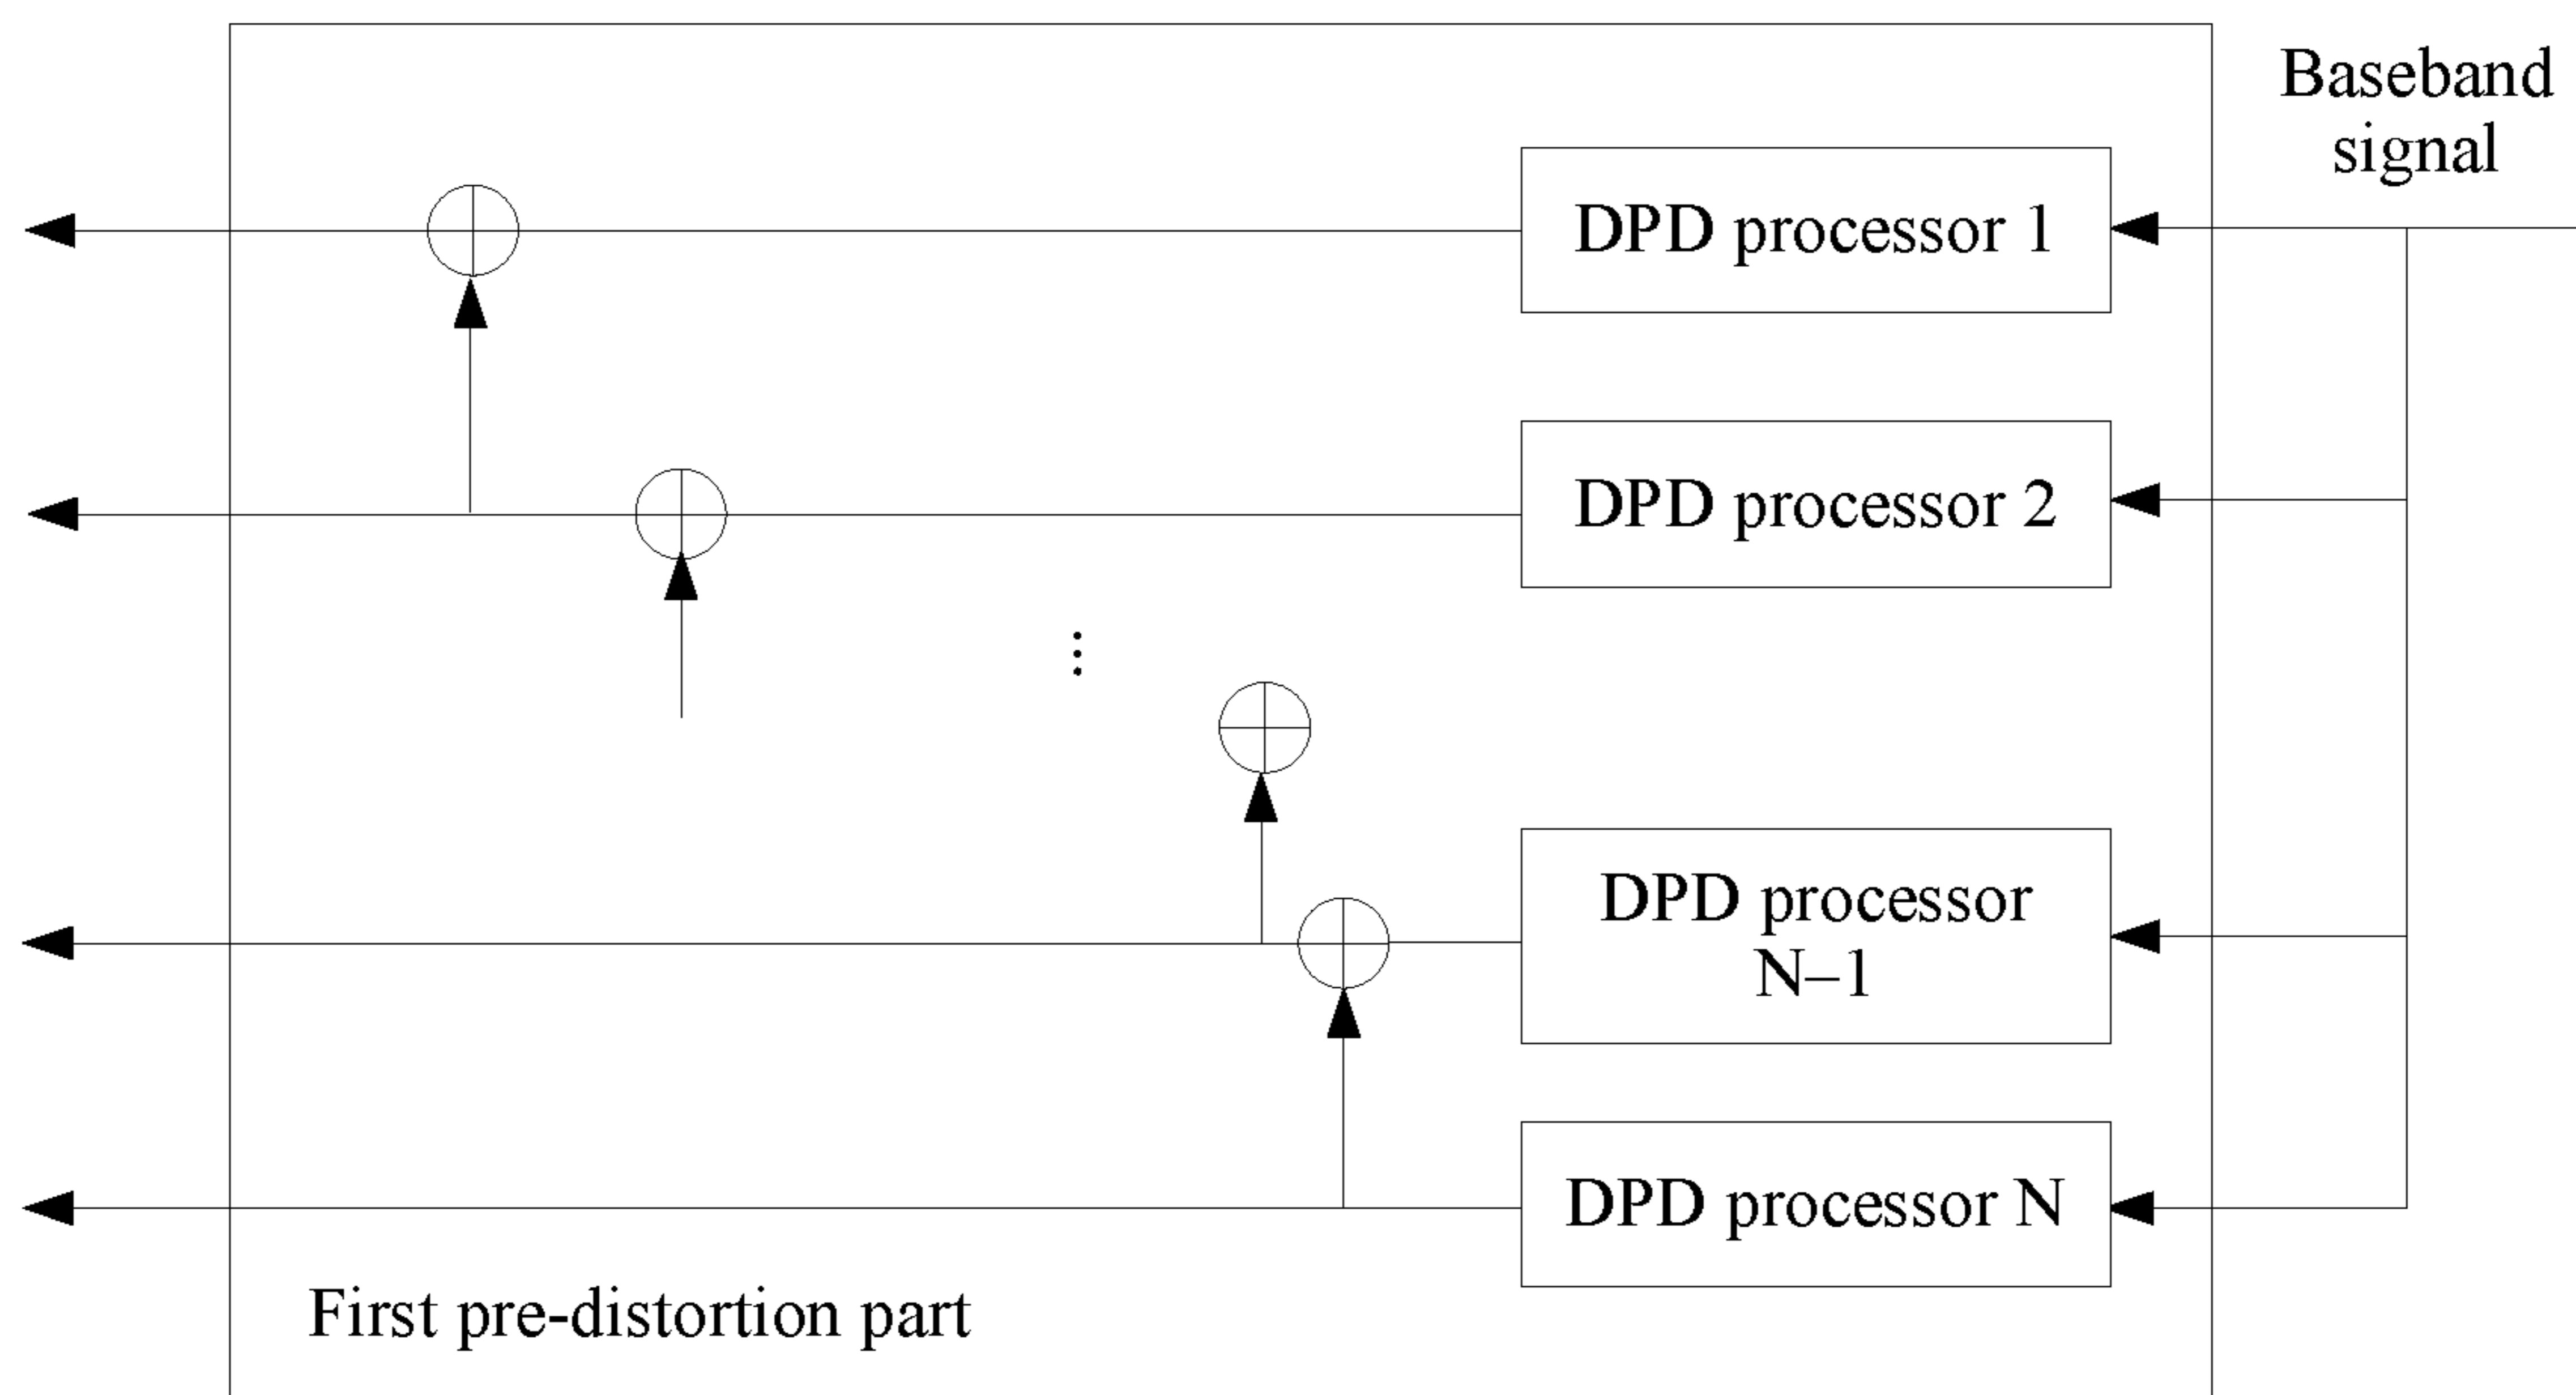 Baseband
signal
DPD processor 1
DPD processor 2
DPD processor
N–1
DPD processor N
First pre-distortion part